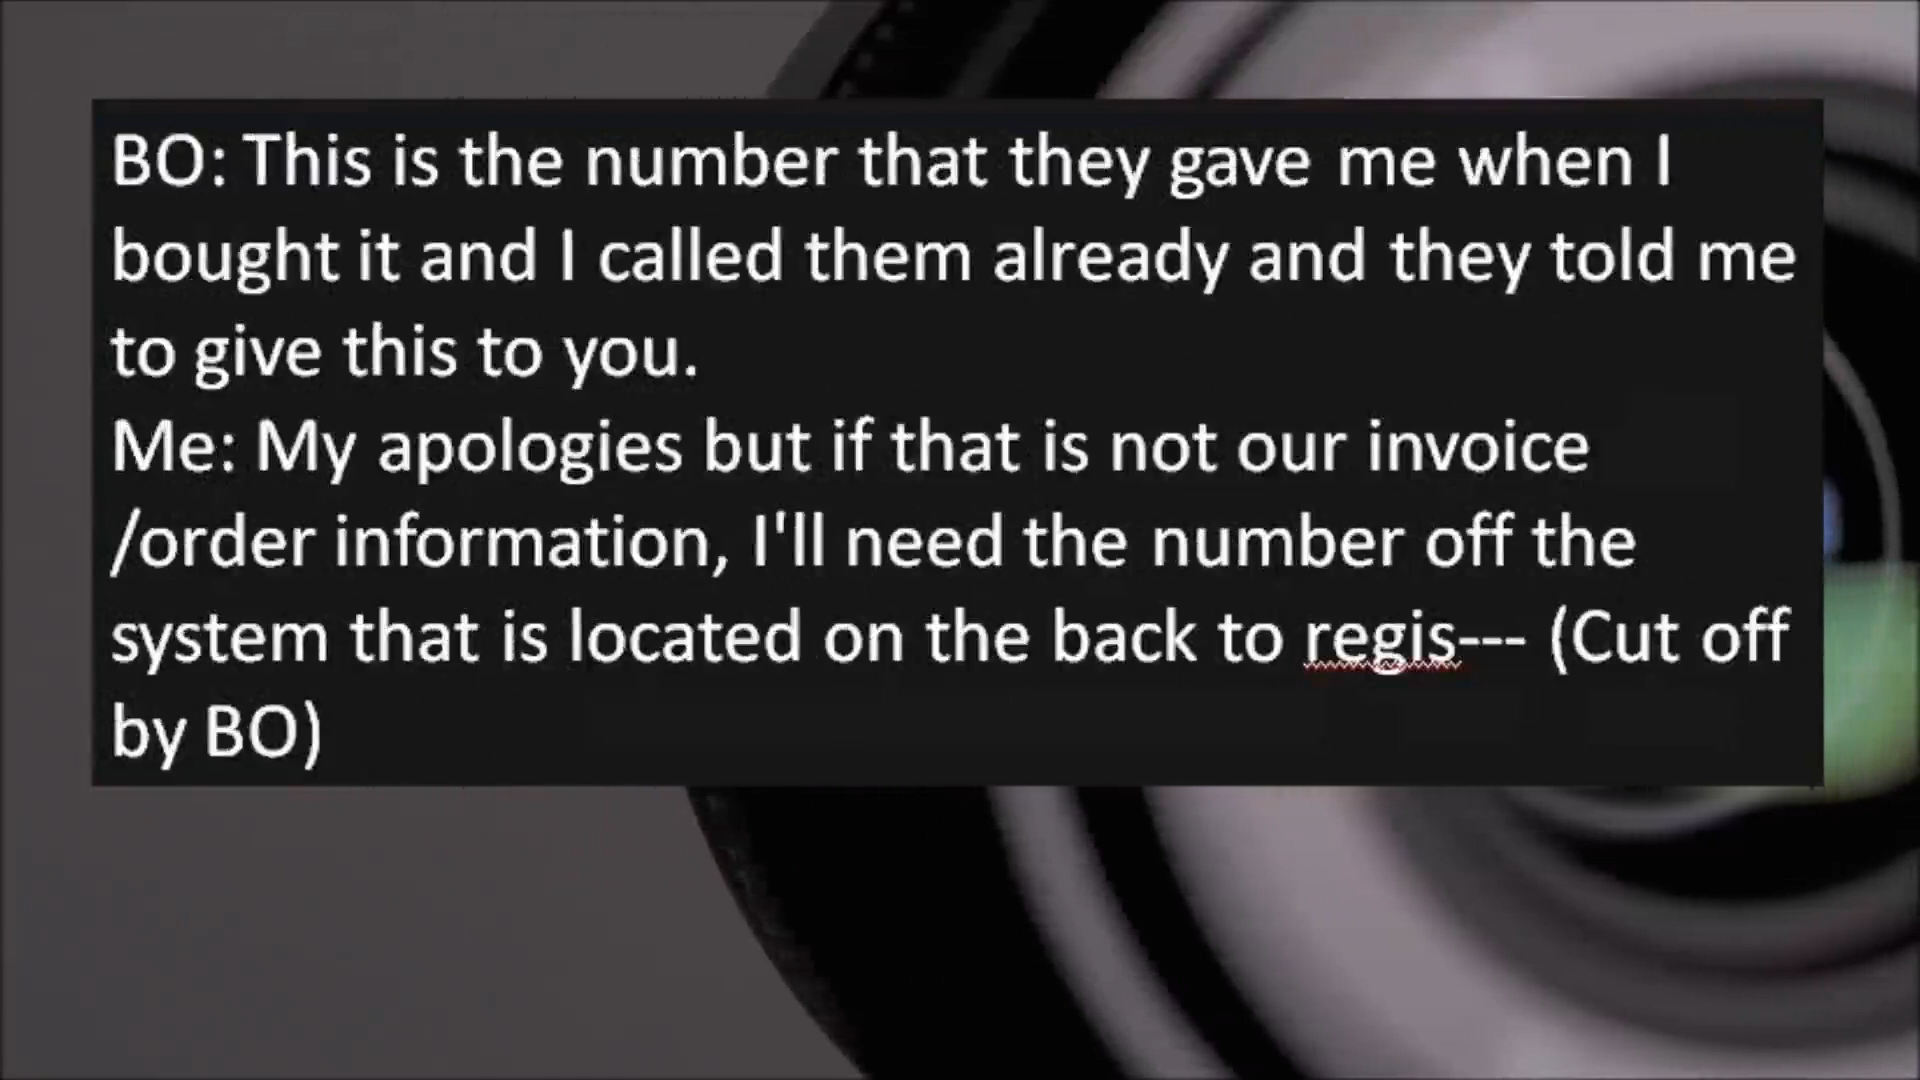 BO: This is the number that they gave me when I
bought it and I called them already and they told me
to give this to you.
Me: My apologies but if that is not our invoice
/order information, I'll need the number off the
system that is located on the back to regis--- (Cut off
by BO)